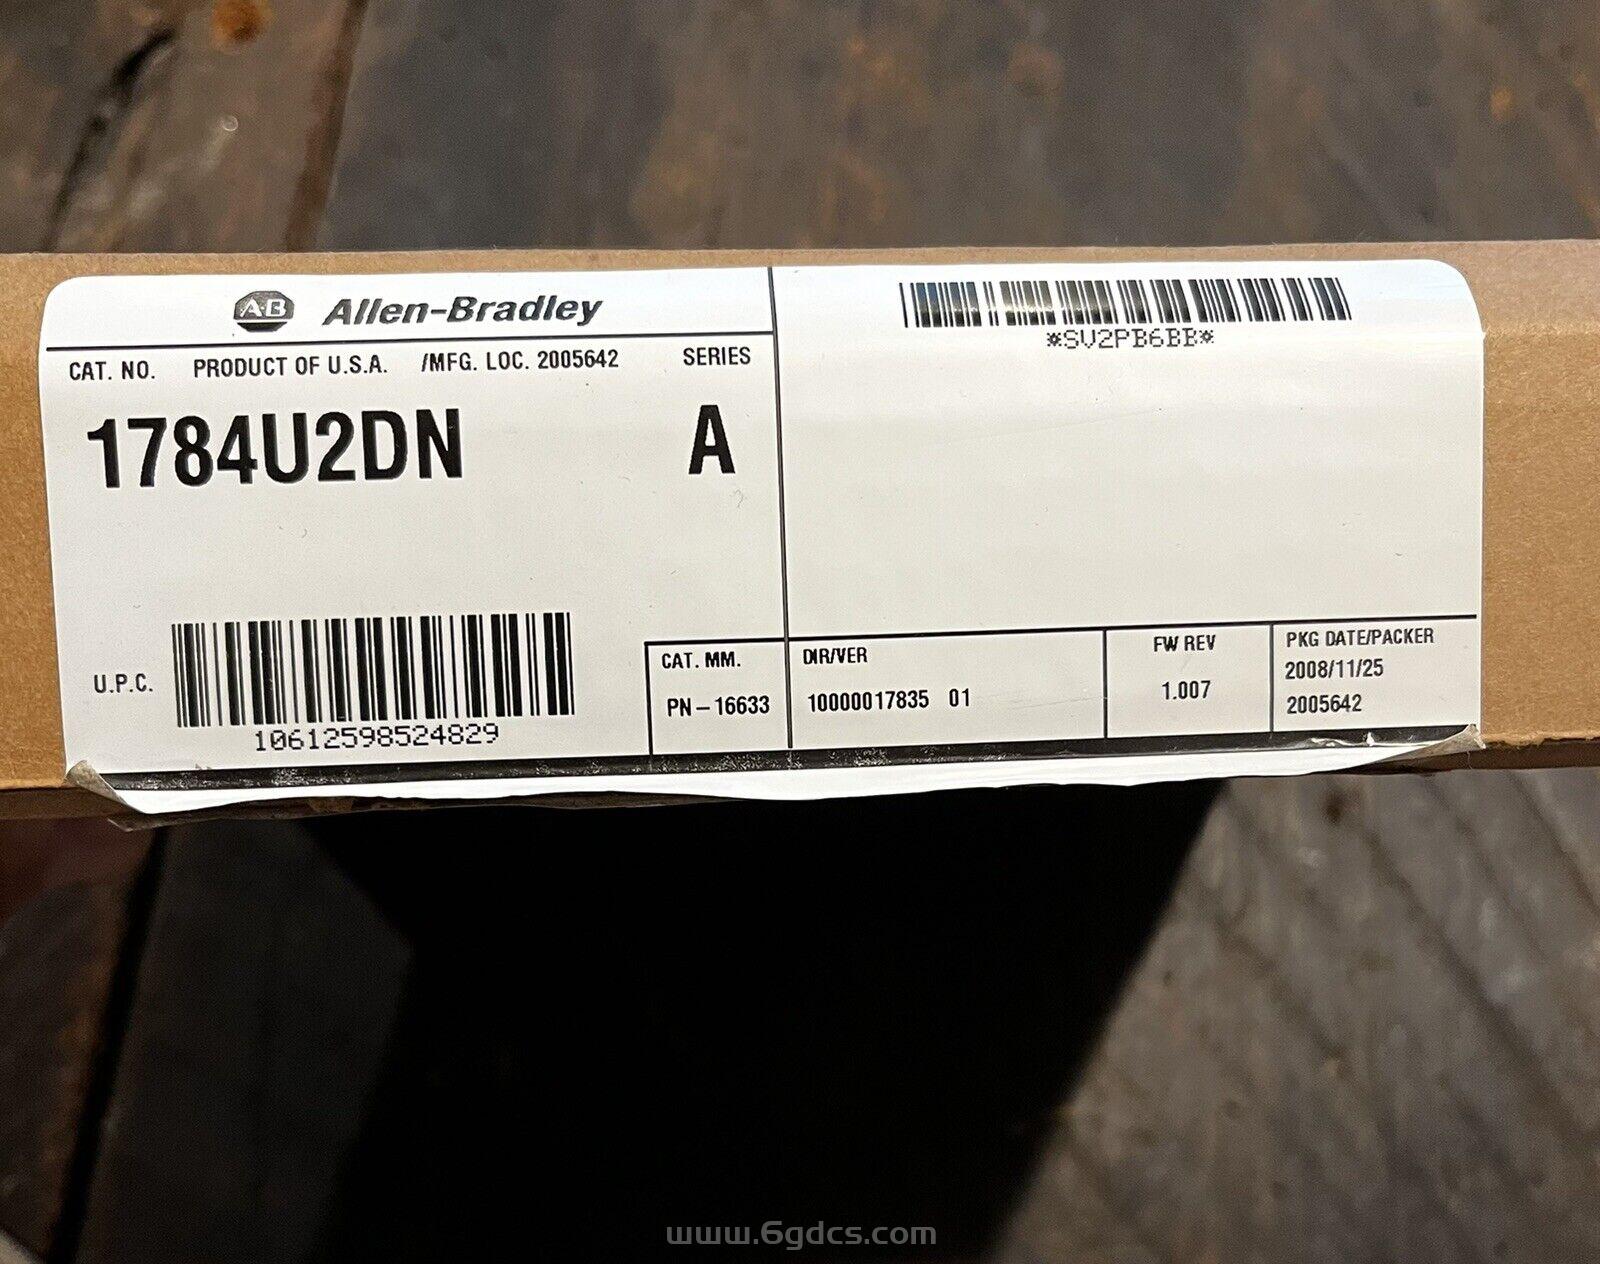 A-B Allen-Bradley
CAT. NO. PRODUCT OF U.S.A. /MFG. LOC. 2005642 SERIES
1784U2DN A
*SV2PB6BB*
U.P.C.
10612598524829
CAT. MM.
PN-16633
DIR/VER
10000017835 01
FW REV
1.007
PKG DATE/PACKER
2008/11/25
2005642
www.6gdcs.com